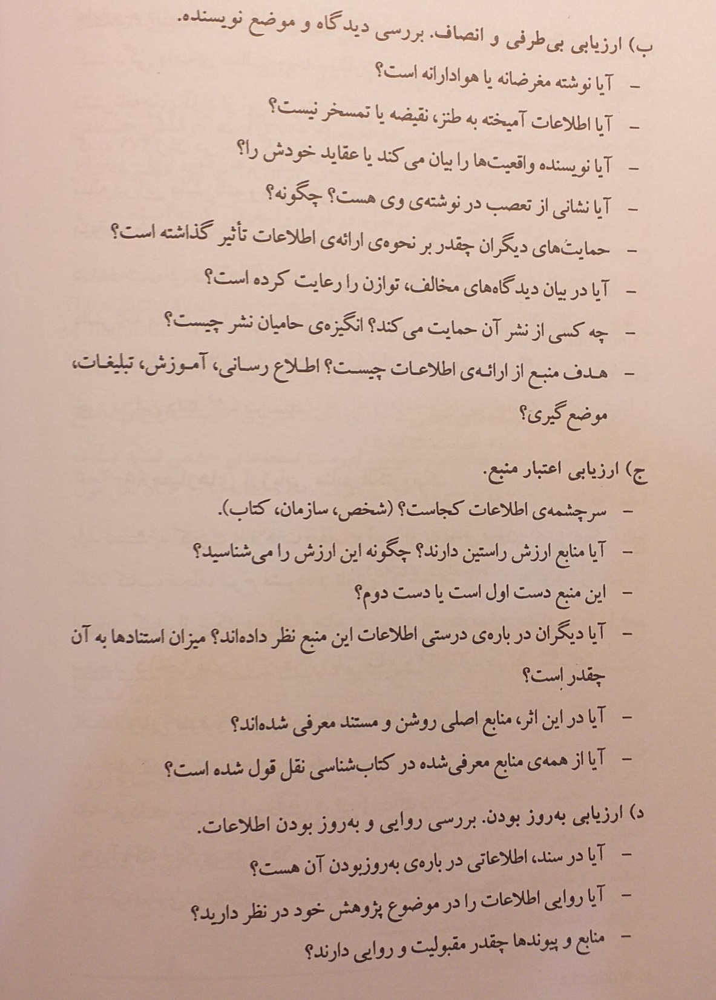 ب) ارزیابی بی‌طرفی و انصاف. بررسی دیدگاه و موضع نویسنده.
- آیا نوشته مغرضانه یا هوادارانه است؟
- آیا اطلاعات آمیخته به طنز، نقیضه یا تمسخر نیست؟
- آیا نویسنده واقعیت‌ها را بیان می‌کند یا عقاید خودش را؟
- آیا نشانی از تعصب در نوشته‌ی وی هست؟ چگونه؟
- حمایت‌های دیگران چقدر بر نحوه‌ی ارائه‌ی اطلاعات تأثیر گذاشته است؟
- آیا در بیان دیدگاه‌های مخالف، توازن را رعایت کرده است؟
- چه کسی از نشر آن حمایت می‌کند؟ انگیزه‌ی حامیان نشر چیست؟
- هدف منبع از ارائه‌ی اطلاعات چیست؟ اطلاع رسانی، آموزش، تبلیغات،
موضع‌گیری؟
ج) ارزیابی اعتبار منبع.
- سرچشمه‌ی اطلاعات کجاست؟ (شخص، سازمان، کتاب).
- آیا منابع ارزش راستین دارند؟ چگونه این ارزش را می‌شناسید؟
- این منبع دست اول است یا دست دوم؟
- آیا دیگران در باره‌ی درستی اطلاعات این منبع نظر داده‌اند؟ میزان استنادها به آن
چقدر است؟
- آیا در این اثر، منابع اصلی روشن و مستند معرفی شده‌اند؟
- آیا از همه‌ی منابع معرفی‌شده در کتاب‌شناسی نقل قول شده است؟
د) ارزیابی به‌روز بودن. بررسی روایی و به‌روز بودن اطلاعات.
- آیا در سند، اطلاعاتی در باره‌ی به‌روزبودن آن هست؟
- آیا روایی اطلاعات را در موضوع پژوهش خود در نظر دارید؟
- منابع و پیوندها چقدر مقبولیت و روایی دارند؟